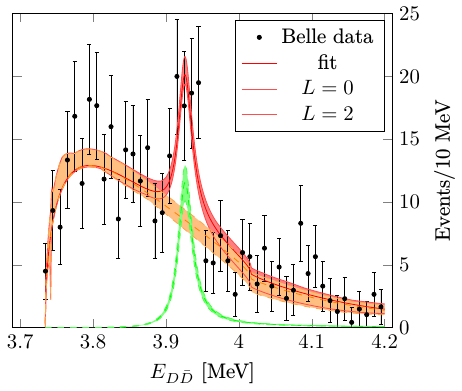 Belle data
fit
L = 0
L = 2
25
20
15
10
5
0
Events/10 MeV
3.7 3.8 3.9 4 4.1 4.2
E_{DD̄} [MeV]